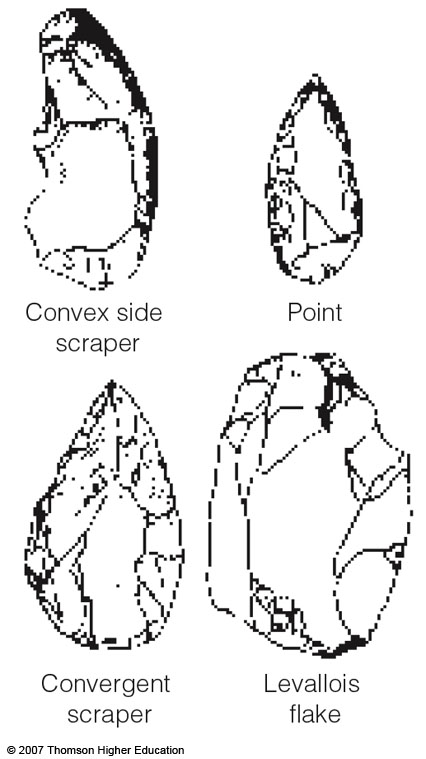 Convex side
scraper
Point
Convergent
scraper
Levallois
flake
© 2007 Thomson Higher Education